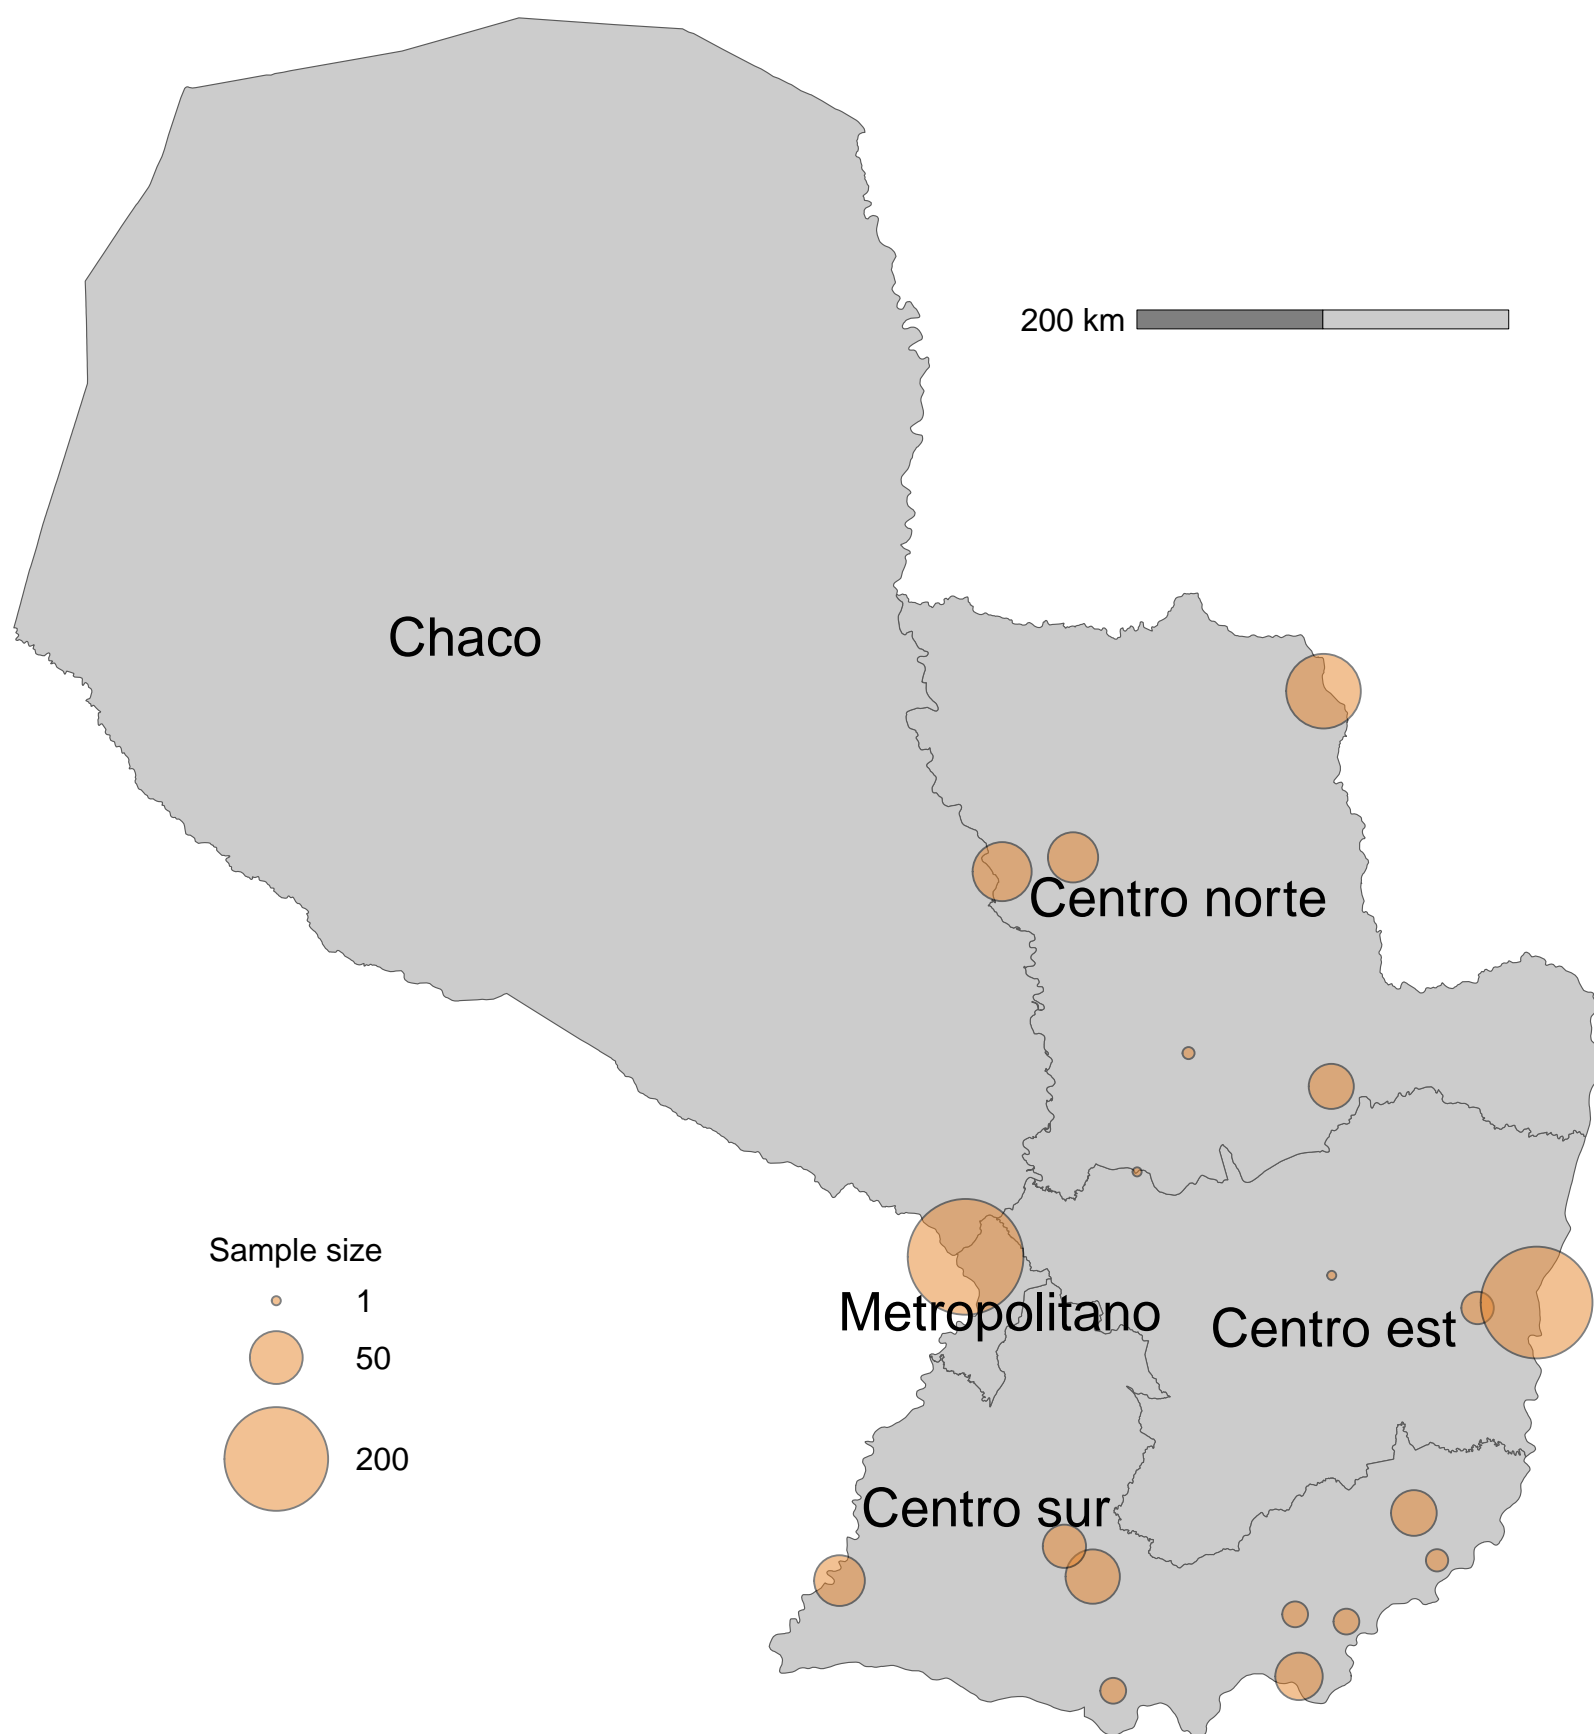 200 km
Chaco
Centro norte
Sample size
1
50
200
Metropolitano
Centro est
Centro sur